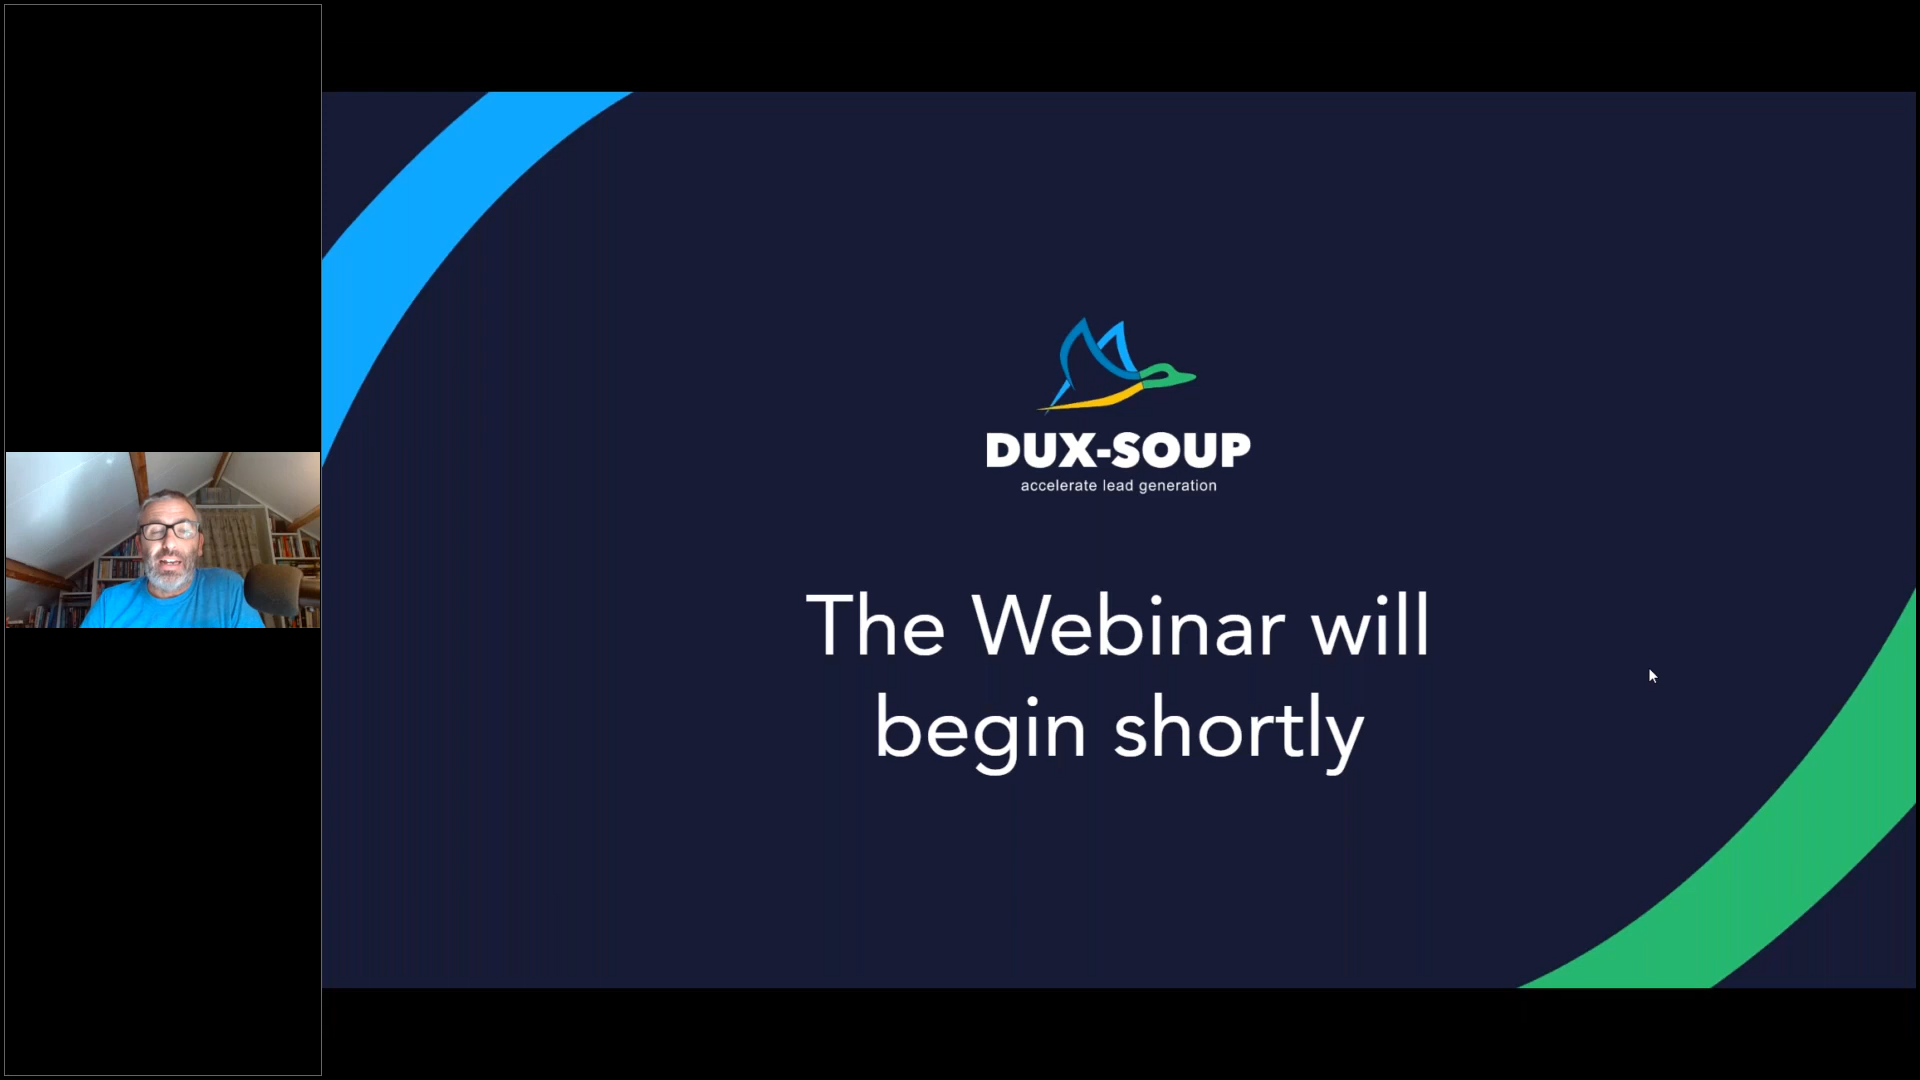 DUX-SOUP
accelerate lead generation
The Webinar will
begin shortly